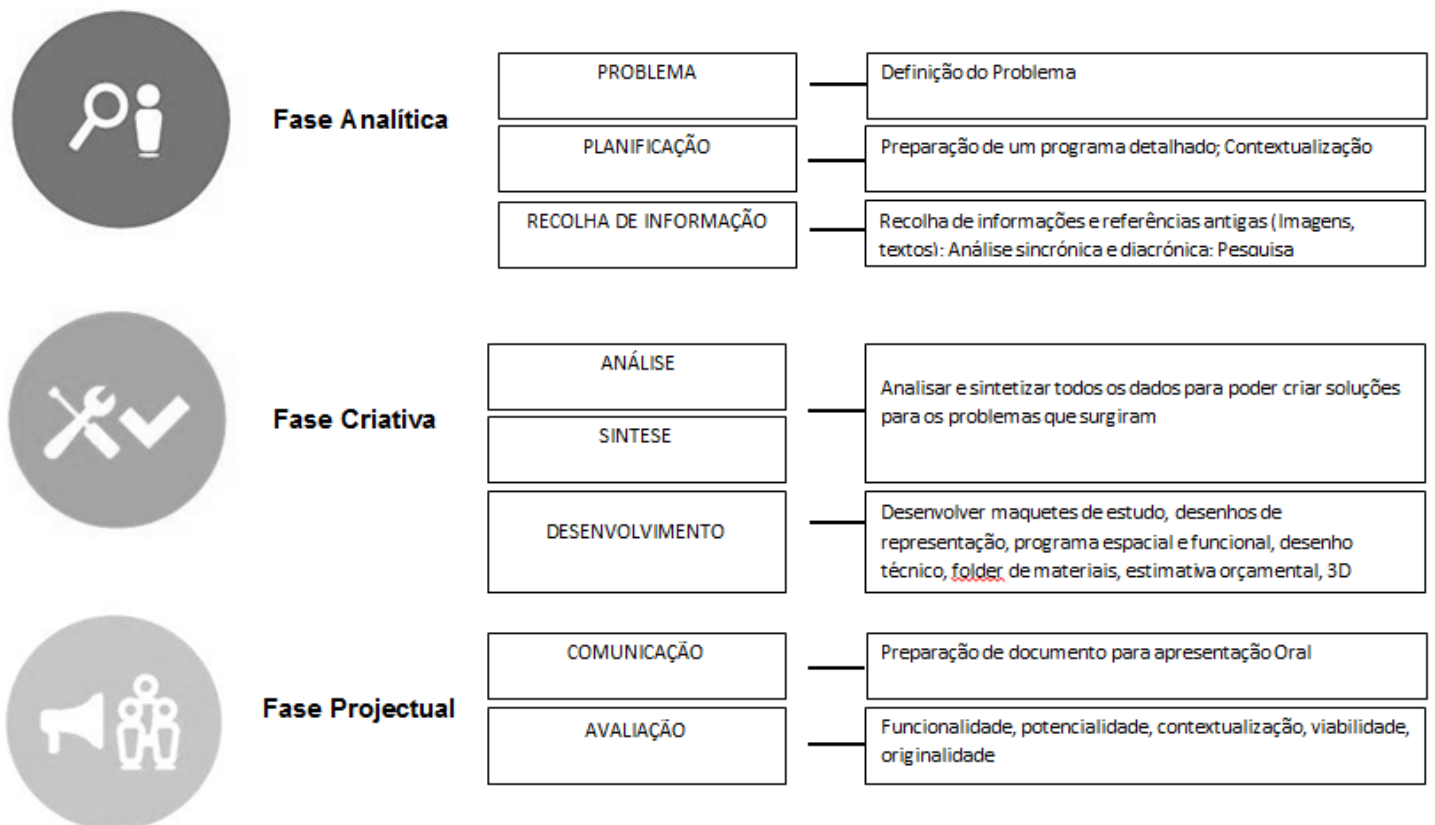 Fase Analítica
PROBLEMA
Definição do Problema
PLANIFICAÇÃO
Preparação de um programa detalhado; Contextualização
RECOLHA DE INFORMAÇÃO
Recolha de informações e referências antigas (Imagens,
textos); Análise sincrónica e diacrónica; Pesquisa
Fase Criativa
ANÁLISE
SINTESE
Analisar e sintetizar todos os dados para poder criar soluções
para os problemas que surgiram
DESENVOLVIMENTO
Desenvolver maquetes de estudo, desenhos de
representação, programa espacial e funcional, desenho
técnico, folder de materiais, estimativa orçamental, 3D
Fase Projectual
COMUNICAÇÃO
Preparação de documento para apresentação Oral
AVALIAÇÃO
Funcionalidade, potencialidade, contextualização, viabilidade,
originalidade